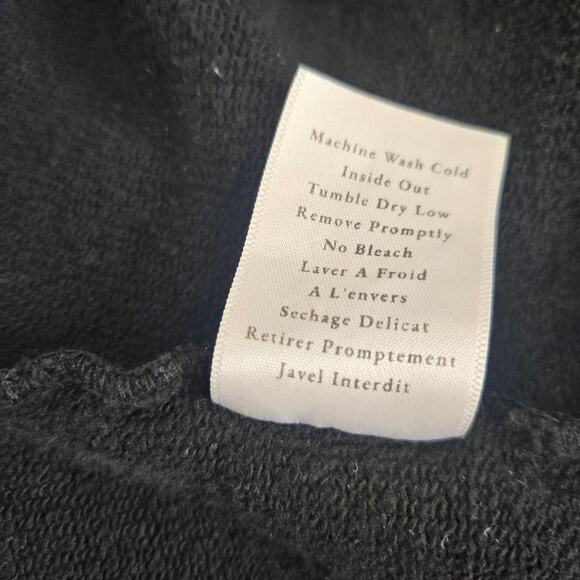 Machine Wash Cold
Inside Out
Tumble Dry Low
Remove Promptly
No Bleach
Laver A Froid
A L'envers
Sechage Delicat
Retirer Promptement
Javel Interdit